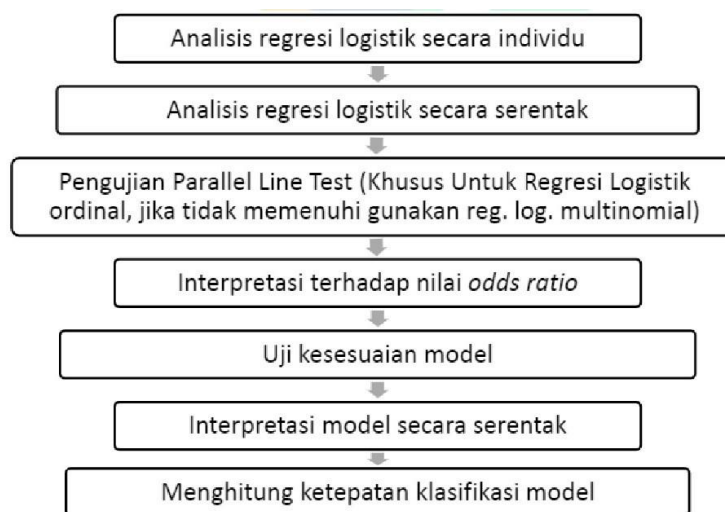 Analisis regresi logistik secara individu
Analisis regresi logistik secara serentak
Pengujian Parallel Line Test (Khusus Untuk Regresi Logistik
ordinal, jika tidak memenuhi gunakan reg. log. multinomial)
Interpretasi terhadap nilai odds ratio
Uji kesesuaian model
Interpretasi model secara serentak
Menghitung ketepatan klasifikasi model